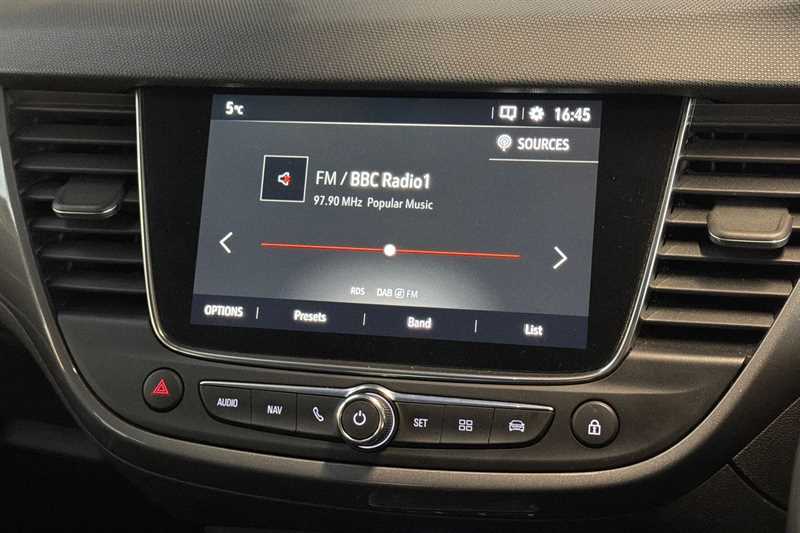 5°C
16:45
SOURCES
FM / BBC Radio1
97.90 MHz Popular Music
RDS DAB FM
OPTIONS Presets Band List
AUDIO NAV SET